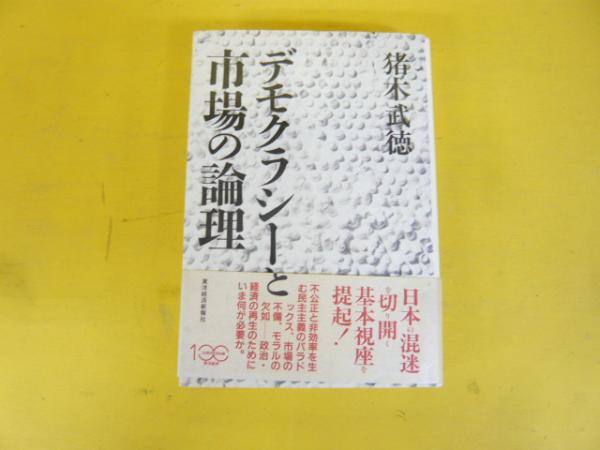 猪木武徳
デモクラシーと
市場の論理
日本の混迷
を切り開く
基本視座を
提起!
不公正と非効率を生
む民主主義のパラド
ックス、市場の
不備、モラルの
欠如——政治・
経済の再生のために
いま何が必要か。
東洋経済新報社
100